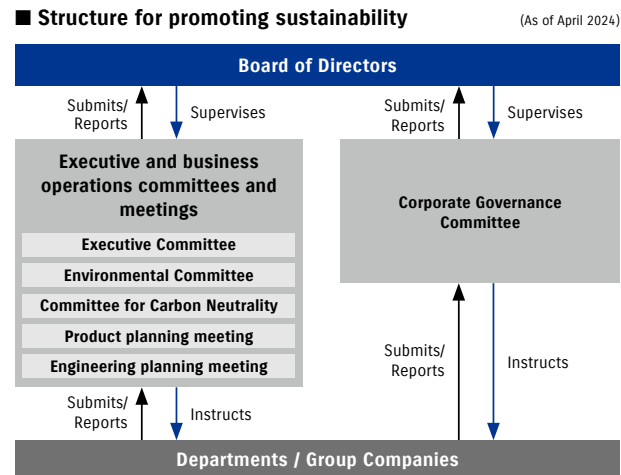 ■ Structure for promoting sustainability
(As of April 2024)
Board of Directors
Submits/
Reports
Supervises
Submits/
Reports
Supervises
Executive and business
operations committees and
meetings
Executive Committee
Environmental Committee
Committee for Carbon Neutrality
Product planning meeting
Engineering planning meeting
Corporate Governance
Committee
Submits/
Reports
Instructs
Submits/
Reports
Instructs
Departments / Group Companies